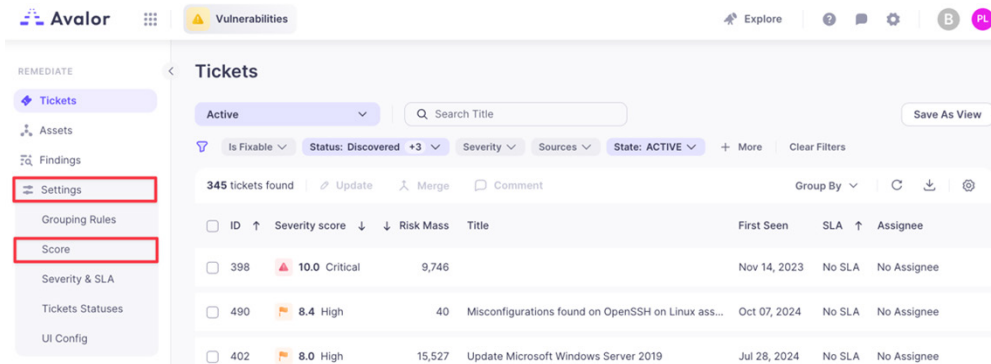 Avalor
Vulnerabilities
Explore
B
PL
REMEDIATE
Tickets
Assets
Findings
Settings
Grouping Rules
Score
Severity & SLA
Tickets Statuses
UI Config
Tickets
Active
Search Title
Save As View
Is Fixable
Status: Discovered +3
Severity
Sources
State: ACTIVE
+ More
Clear Filters
345 tickets found
Update
Merge
Comment
Group By
ID ↑ Severity score ↓ ↓ Risk Mass Title First Seen SLA ↑ Assignee
398 10.0 Critical 9,746 Nov 14, 2023 No SLA No Assignee
490 8.4 High 40 Misconfigurations found on OpenSSH on Linux ass... Oct 07, 2024 No SLA No Assignee
402 8.0 High 15,527 Update Microsoft Windows Server 2019 Jul 28, 2024 No SLA No Assignee